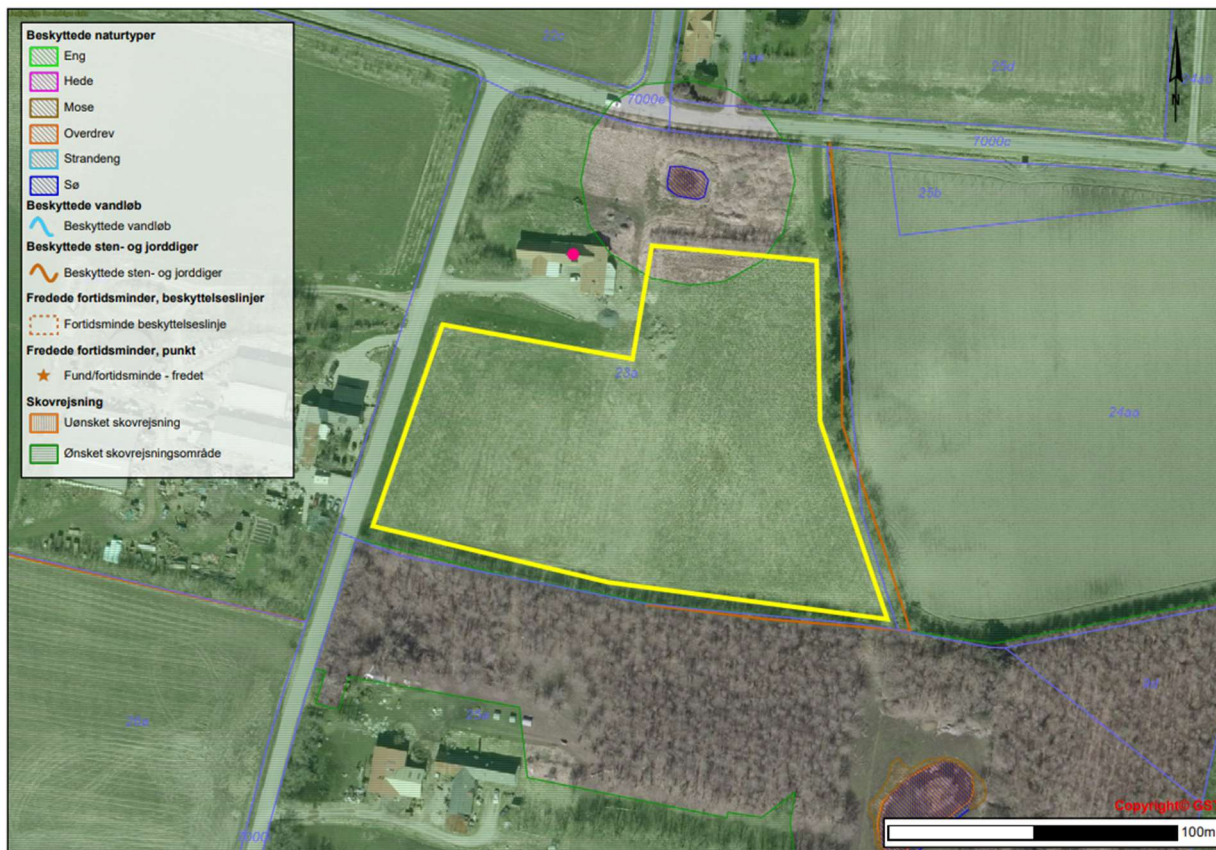 Beskyttede naturtyper
Eng
Hede
Mose
Overdrev
Strandeng
Sø
Beskyttede vandløb
Beskyttede vandløb
Beskyttede sten- og jorddiger
Beskyttede sten- og jorddiger
Fredede fortidsminder, beskyttelseslinjer
Fortidsminde beskyttelseslinje
Fredede fortidsminder, punkt
Fund/fortidsminde - fredet
Skovrejsning
Uønsket skovrejsning
Ønsket skovrejsningsområde
7000e
N
7000c
25b
23a
24aa
Copyright© GST
100m